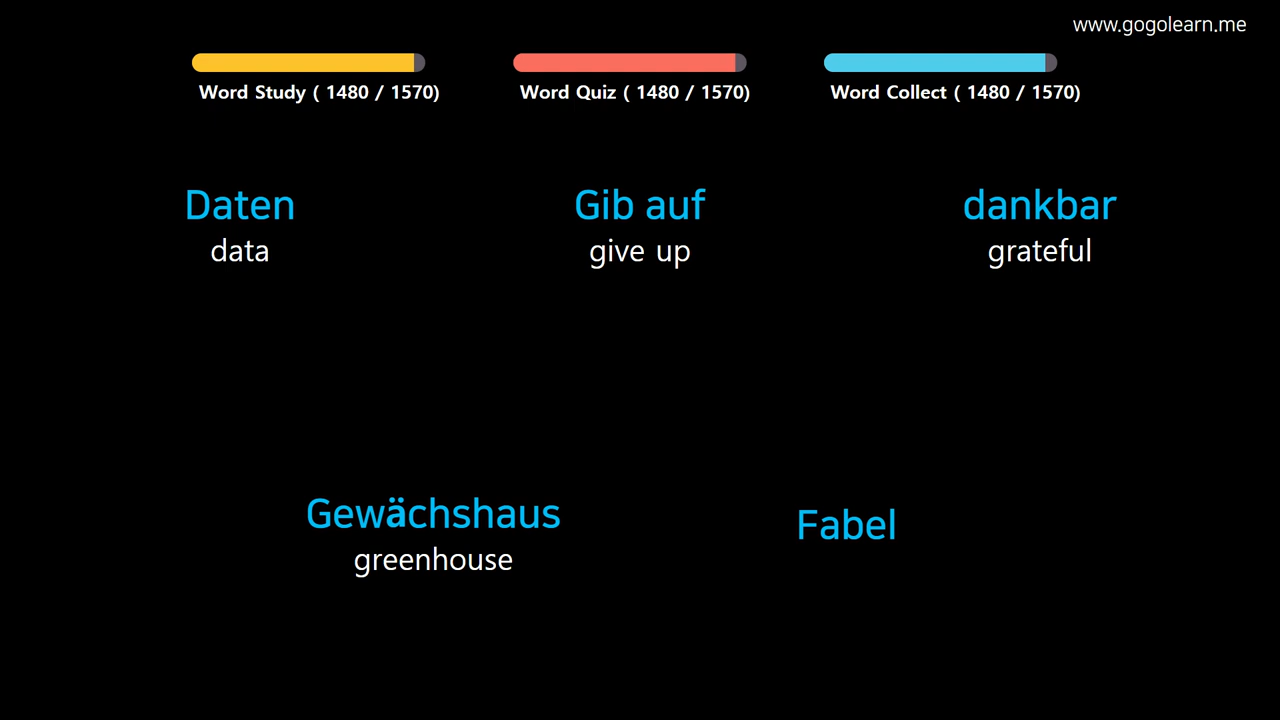 www.gogolearn.me
Word Study ( 1480 / 1570)
Word Quiz ( 1480 / 1570)
Word Collect ( 1480 / 1570)
Daten
data
Gib auf
give up
dankbar
grateful
Gewächshaus
greenhouse
Fabel